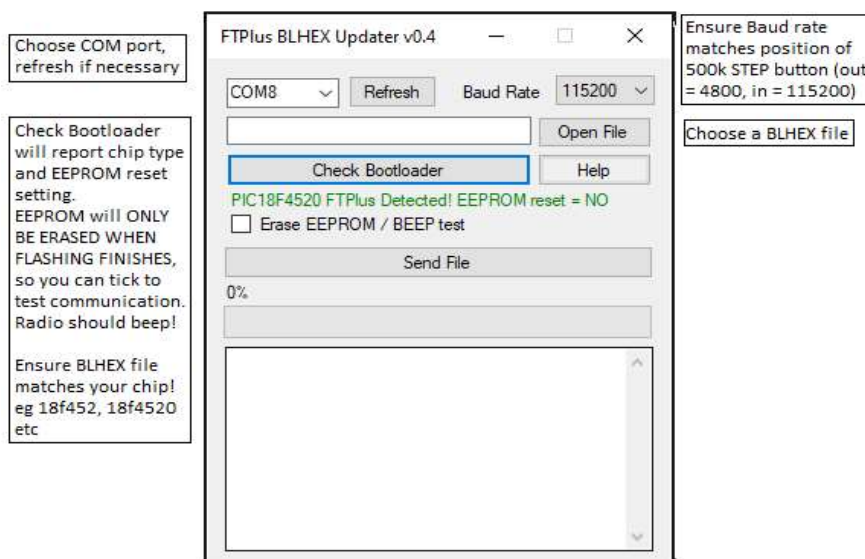 Choose COM port,
refresh if necessary
Check Bootloader
will report chip type
and EEPROM reset
setting.
EEPROM will ONLY
BE ERASED WHEN
FLASHING FINISHES,
so you can tick to
test communication.
Radio should beep!
Ensure BLHEX file
matches your chip!
eg 18f452, 18f4520
etc
FTPlus BLHEX Updater v0.4
COM8
Refresh
Baud Rate
115200
Open File
Check Bootloader
Help
PIC18F4520 FTPlus Detected! EEPROM reset = NO
Erase EEPROM / BEEP test
Send File
0%
Ensure Baud rate
matches position of
500k STEP button (out
= 4800, in = 115200)
Choose a BLHEX file